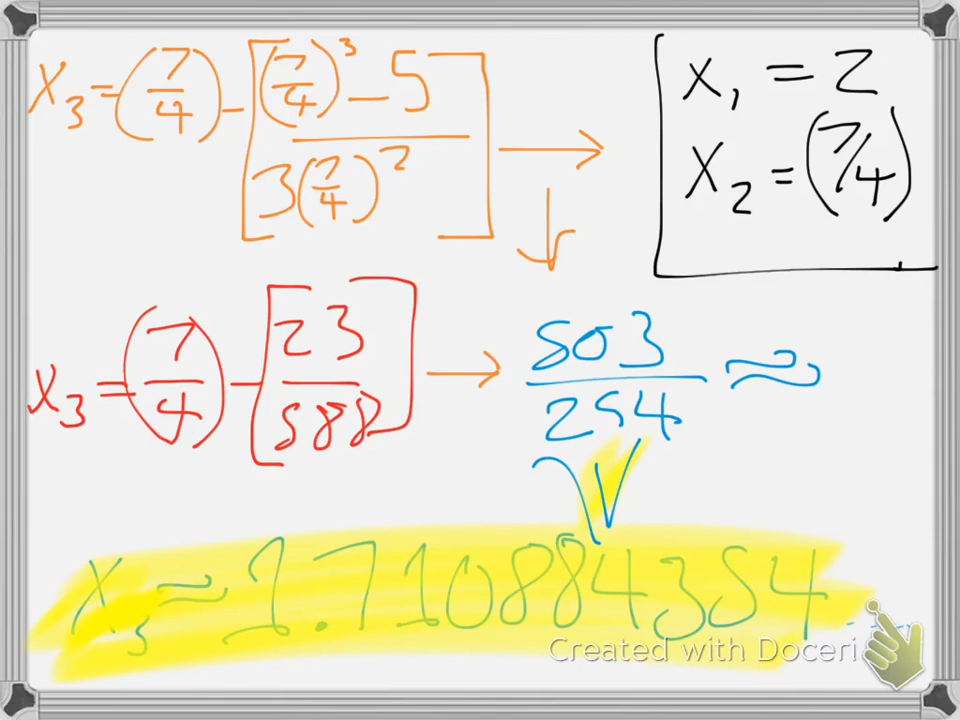 x₃ = (7/4) - [((7/4)³ - 5) / (3(7/4)²)] →
x₁ = 2
x₂ = (7/4)
x₃ = (7/4) - [23/588] → 503/254 ≈
x₃ ≈ 1.710884354...
Created with Doceri